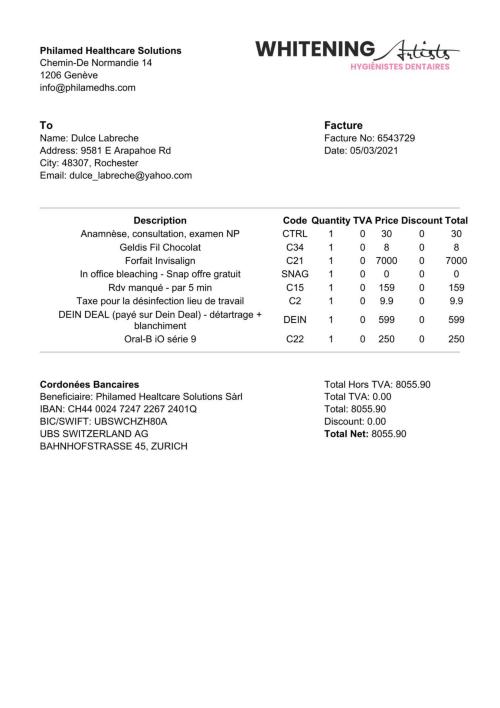 WHITENING Artists
HYGIÉNISTES DENTAIRES
Philamed Healthcare Solutions
Chemin-De Normandie 14
1206 Genève
info@philamedhs.com
To
Name: Dulce Labreche
Address: 9581 E Arapahoe Rd
City: 48307, Rochester
Email: dulce_labreche@yahoo.com
Facture
Facture No: 6543729
Date: 05/03/2021
Description Code Quantity TVA Price Discount Total
Anamnèse, consultation, examen NP CTRL 1 0 30 0 30
Geldis Fil Chocolat C34 1 0 8 0 8
Forfait Invisalign C21 1 0 7000 0 7000
In office bleaching - Snap offre gratuit SNAG 1 0 0 0 0
Rdv manqué - par 5 min C15 1 0 159 0 159
Taxe pour la désinfection lieu de travail C2 1 0 9.9 0 9.9
DEIN DEAL (payé sur Dein Deal) - détartrage +
blanchiment DEIN 1 0 599 0 599
Oral-B iO série 9 C22 1 0 250 0 250
Cordonées Bancaires
Beneficiaire: Philamed Healtcare Solutions Sàrl
IBAN: CH44 0024 7247 2267 2401Q
BIC/SWIFT: UBSWCHZH80A
UBS SWITZERLAND AG
BAHNHOFSTRASSE 45, ZURICH
Total Hors TVA: 8055.90
Total TVA: 0.00
Total: 8055.90
Discount: 0.00
Total Net: 8055.90